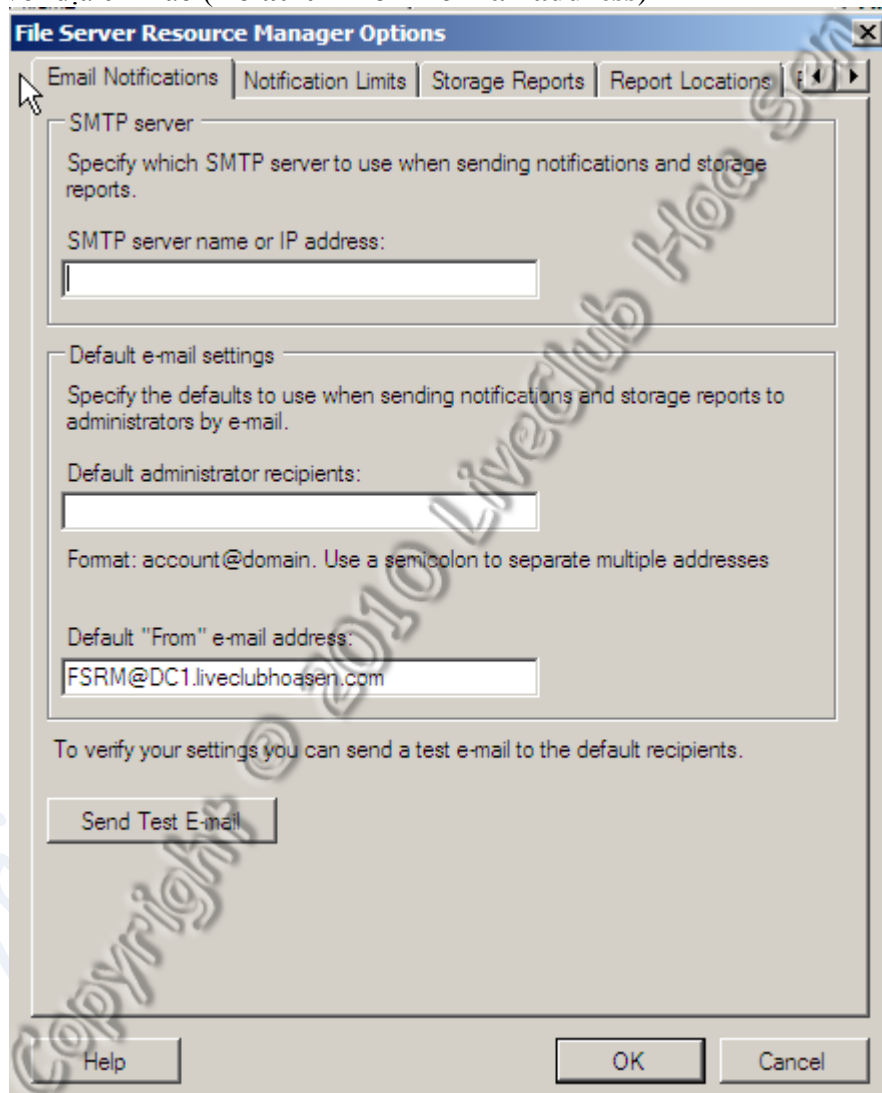 File Server Resource Manager Options
Email Notifications
Notification Limits
Storage Reports
Report Locations
SMTP server
Specify which SMTP server to use when sending notifications and storage
reports.
SMTP server name or IP address:
Default e-mail settings
Specify the defaults to use when sending notifications and storage reports to
administrators by e-mail.
Default administrator recipients:
Format: account@domain. Use a semicolon to separate multiple addresses
Default "From" e-mail address:
FSRM@DC1.liveclubhoasen.com
To verify your settings you can send a test e-mail to the default recipients.
Send Test E-mail
Help
OK
Cancel
Copyright © 2010 Liveclub Hoa Sen